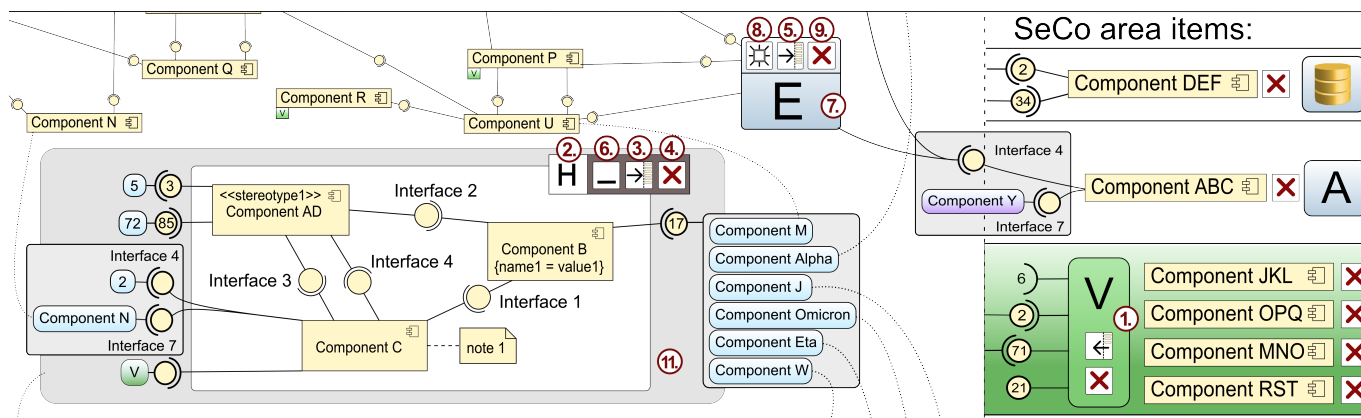 SeCo area items:
8.
5.
9.
Component P
V
Component Q
2
Component DEF
34
Component R
V
E
7.
Component N
Component U
Interface 4
2.
6.
3.
4.
H
5
3
<<stereotype1>>
Component AD
Interface 2
Component ABC
A
Component Y
Interface 7
72
85
17
Component M
Component B
{name1 = value1}
Component Alpha
Interface 4
Interface 3
Interface 4
2
Component J
6
V
Component JKL
Interface 1
Component N
Component Omicron
2
1.
Component OPQ
Interface 7
Component C
note 1
Component Eta
71
Component MNO
11.
V
Component W
21
Component RST